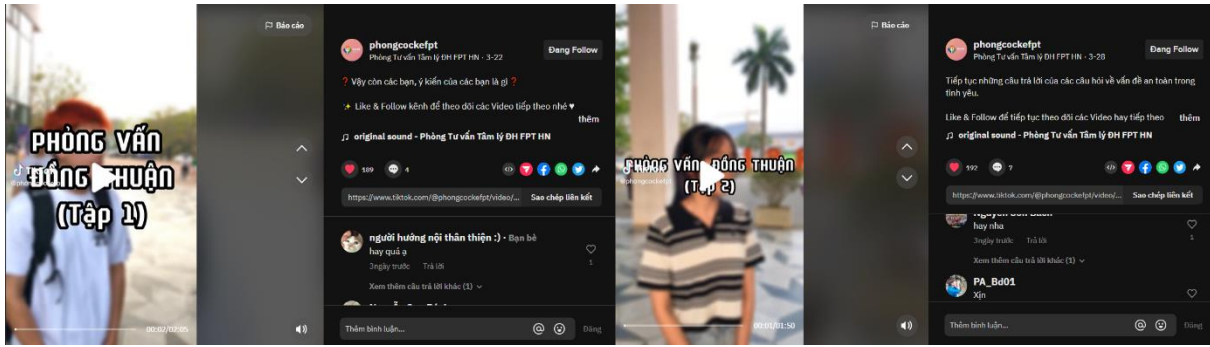 Báo cáo
phongcockefpt
Phòng Tư vấn Tâm lý ĐH FPT HN · 3-22
Đang Follow
❓ Vậy còn các bạn, ý kiến của các bạn là gì ❓
✨ Like & Follow kênh để theo dõi các Video tiếp theo nhé ♥
thêm
♫ original sound - Phòng Tư vấn Tâm lý ĐH FPT HN
189
4
https://www.tiktok.com/@phongcockefpt/video/...
Sao chép liên kết
người hướng nội thân thiện :) · Bạn bè
hay quá ạ
3ngày trước
Trả lời
1
Xem thêm câu trả lời khác (1)
Thêm bình luận...
Đăng
PHỎNG VẤN
ĐỒNG THUẬN
(Tập 1)
00:02/02:05
Báo cáo
phongcockefpt
Phòng Tư vấn Tâm lý ĐH FPT HN · 3-28
Đang Follow
Tiếp tục những câu trả lời của các câu hỏi về vấn đề an toàn trong
tình yêu.
Like & Follow để tiếp tục theo dõi các Video hay tiếp theo
thêm
♫ original sound - Phòng Tư vấn Tâm lý ĐH FPT HN
192
7
https://www.tiktok.com/@phongcockefpt/video/...
Sao chép liên kết
hay nha
3ngày trước
Trả lời
1
Xem thêm câu trả lời khác (1)
PA_Bd01
Xịn
Thêm bình luận...
Đăng
PHỎNG VẤN ĐỒNG THUẬN
(Tập 2)
00:01/01:50